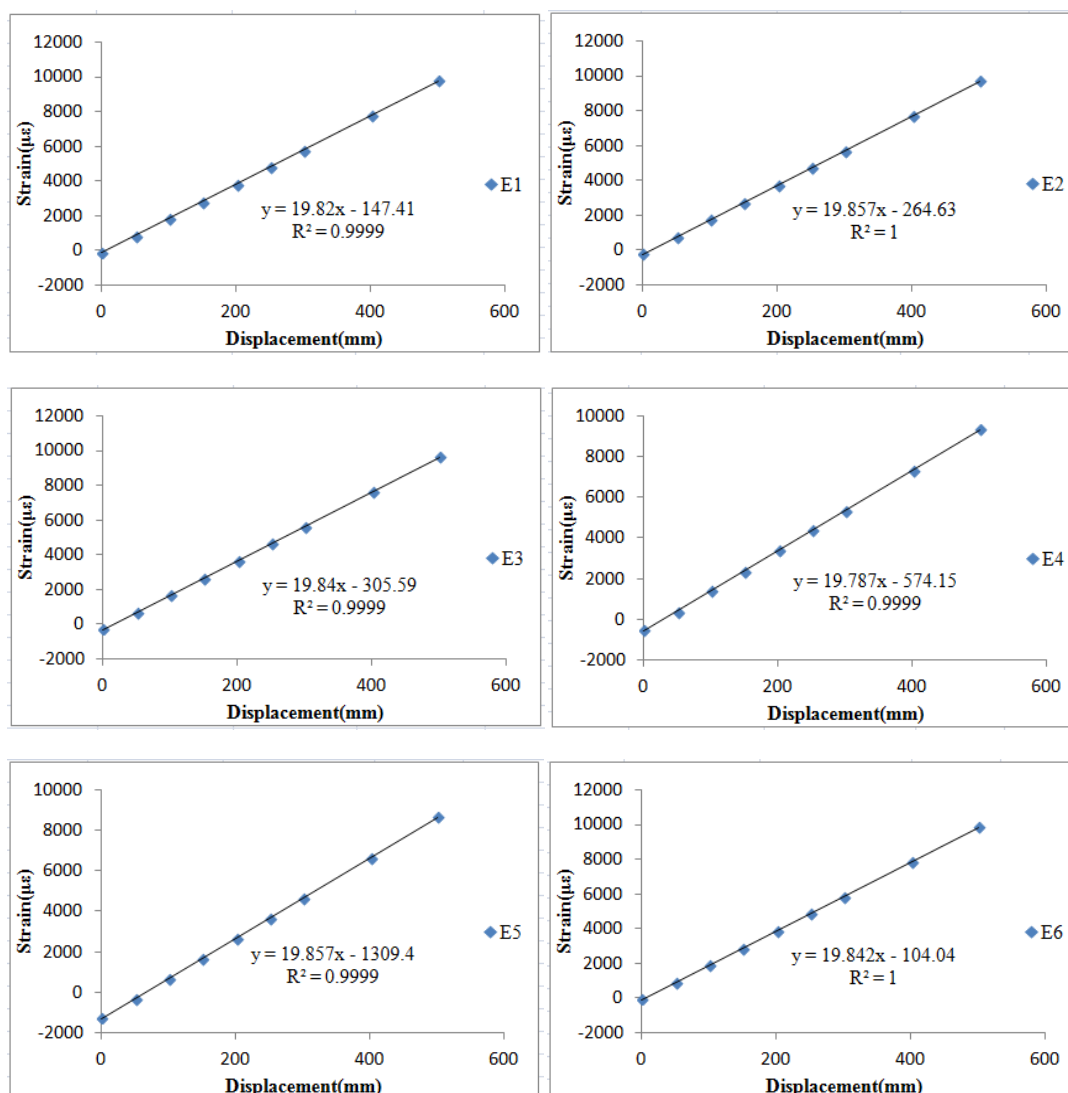 12000
10000
8000
6000
4000
2000
0
-2000
Strain(με)
y = 19.82x - 147.41
R² = 0.9999
E1
0 200 400 600
Displacement(mm)
12000
10000
8000
6000
4000
2000
0
-2000
Strain(με)
y = 19.857x - 264.63
R² = 1
E2
0 200 400 600
Displacement(mm)
12000
10000
8000
6000
4000
2000
0
-2000
Strain(με)
y = 19.84x - 305.59
R² = 0.9999
E3
0 200 400 600
Displacement(mm)
10000
8000
6000
4000
2000
0
-2000
Strain(με)
y = 19.787x - 574.15
R² = 0.9999
E4
0 200 400 600
Displacement(mm)
10000
8000
6000
4000
2000
0
-2000
Strain(με)
y = 19.857x - 1309.4
R² = 0.9999
E5
0 200 400 600
Displacement(mm)
12000
10000
8000
6000
4000
2000
0
-2000
Strain(με)
y = 19.842x - 104.04
R² = 1
E6
0 200 400 600
Displacement(mm)